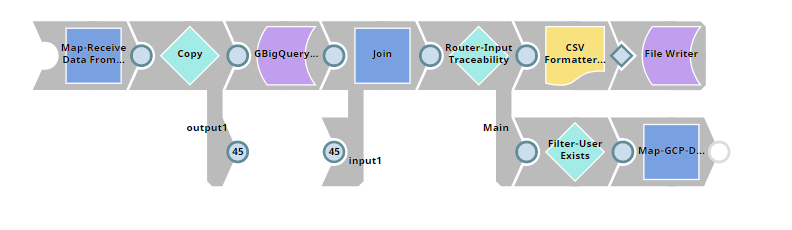 Map-Receive
Data From...
Copy
GBigQuery...
Join
Router-Input
Traceability
CSV
Formatter...
File Writer
output1
45
45
input1
Main
Filter-User
Exists
Map-GCP-D...